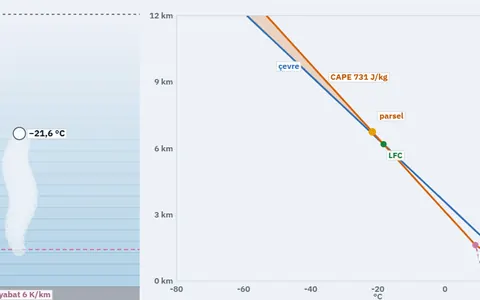 12 km
9 km
6 km
3 km
0 km
çevre
CAPE 731 J/kg
parsel
LFC
–21,6 °C
yabat 6 K/km
-80
-60
-40
-20
0
°C